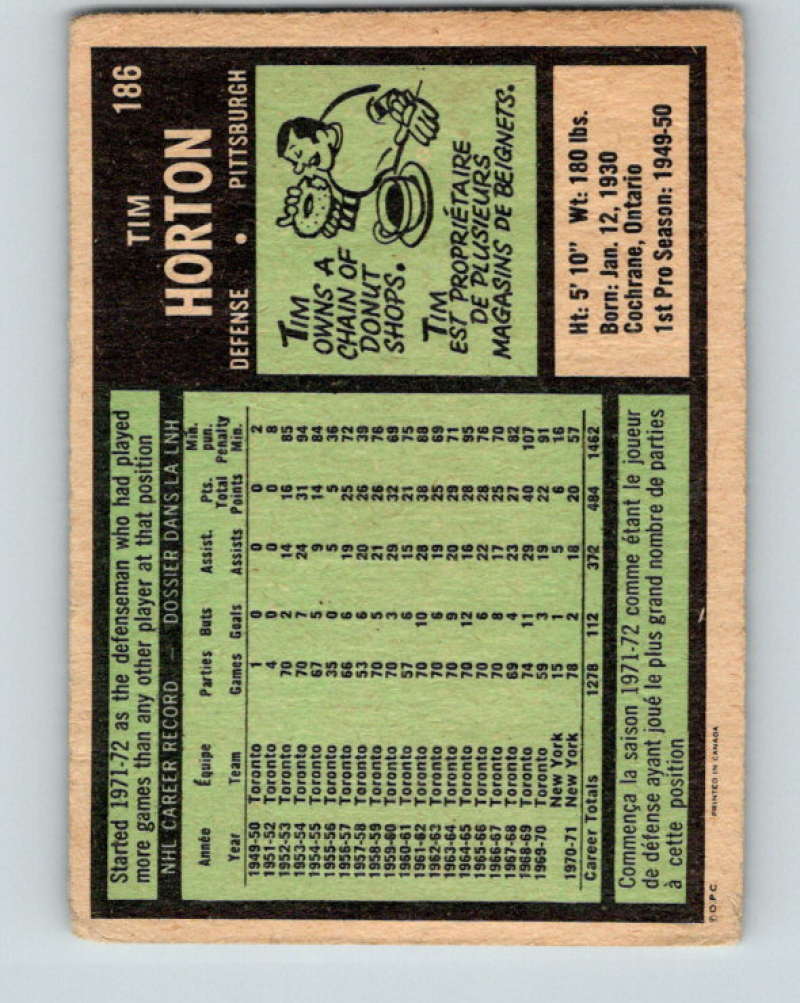 Started 1971-72 as the defenseman who had played
more games than any other player at that position
NHL CAREER RECORD — DOSSIER DANS LA LNH
Année Équipe Parties Buts Assist. Pts. Total Min. pun.
Year Team Games Goals Assists Points Penalty Min.
1949-50 Toronto 1 0 0 0 2
1951-52 Toronto 4 0 0 0 8
1952-53 Toronto 70 2 14 16 85
1953-54 Toronto 70 7 24 31 94
1954-55 Toronto 67 5 9 14 84
1955-56 Toronto 35 0 5 5 36
1956-57 Toronto 66 6 19 25 72
1957-58 Toronto 53 6 20 26 39
1958-59 Toronto 70 5 21 26 76
1959-60 Toronto 70 3 29 32 69
1960-61 Toronto 57 6 15 21 75
1961-62 Toronto 70 10 28 38 88
1962-63 Toronto 70 6 19 25 69
1963-64 Toronto 70 9 20 29 71
1964-65 Toronto 70 12 16 28 95
1965-66 Toronto 70 6 22 28 76
1966-67 Toronto 70 8 17 25 70
1967-68 Toronto 69 4 23 27 82
1968-69 Toronto 74 11 29 40 107
1969-70 Toronto 59 3 19 22 91
New York 15 1 5 6 16
1970-71 New York 78 2 18 20 57
Career Totals 1278 112 372 484 1462
Commença la saison 1971-72 comme étant le joueur
de défense ayant joué le plus grand nombre de parties
à cette position
TIM 186
HORTON
DEFENSE • PITTSBURGH
TIM
OWNS A
CHAIN OF
DONUT
SHOPS.
TIM
EST PROPRIÉTAIRE
DE PLUSIEURS
MAGASINS DE BEIGNETS.
Ht: 5' 10" Wt: 180 lbs.
Born: Jan. 12, 1930
Cochrane, Ontario
1st Pro Season: 1949-50
© O.P.C. PRINTED IN CANADA